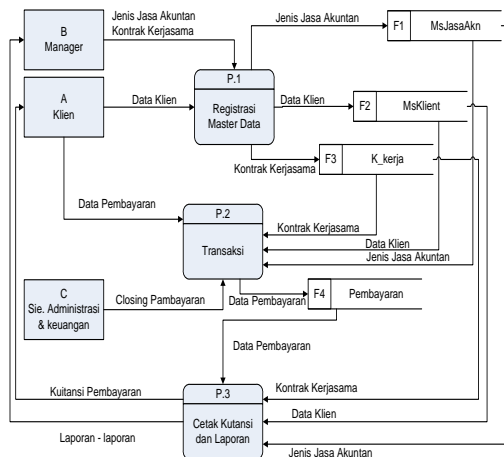 Jenis Jasa Akuntan
Kontrak Kerjasama
Jenis Jasa Akuntan
F1
MsJasaAkn
B
Manager
P.1
Registrasi
Master Data
A
Klien
Data Klien
Data Klien
F2
MsKlient
Kontrak Kerjasama
F3
K_kerja
Data Pembayaran
P.2
Transaksi
Kontrak Kerjasama
Data Klien
Jenis Jasa Akuntan
C
Sie. Administrasi
& keuangan
Closing Pambayaran
Data Pembayaran
F4
Pembayaran
Data Pembayaran
Kuitansi Pembayaran
P.3
Cetak Kutansi
dan Laporan
Kontrak Kerjasama
Data Klien
Laporan - laporan
Jenis Jasa Akuntan